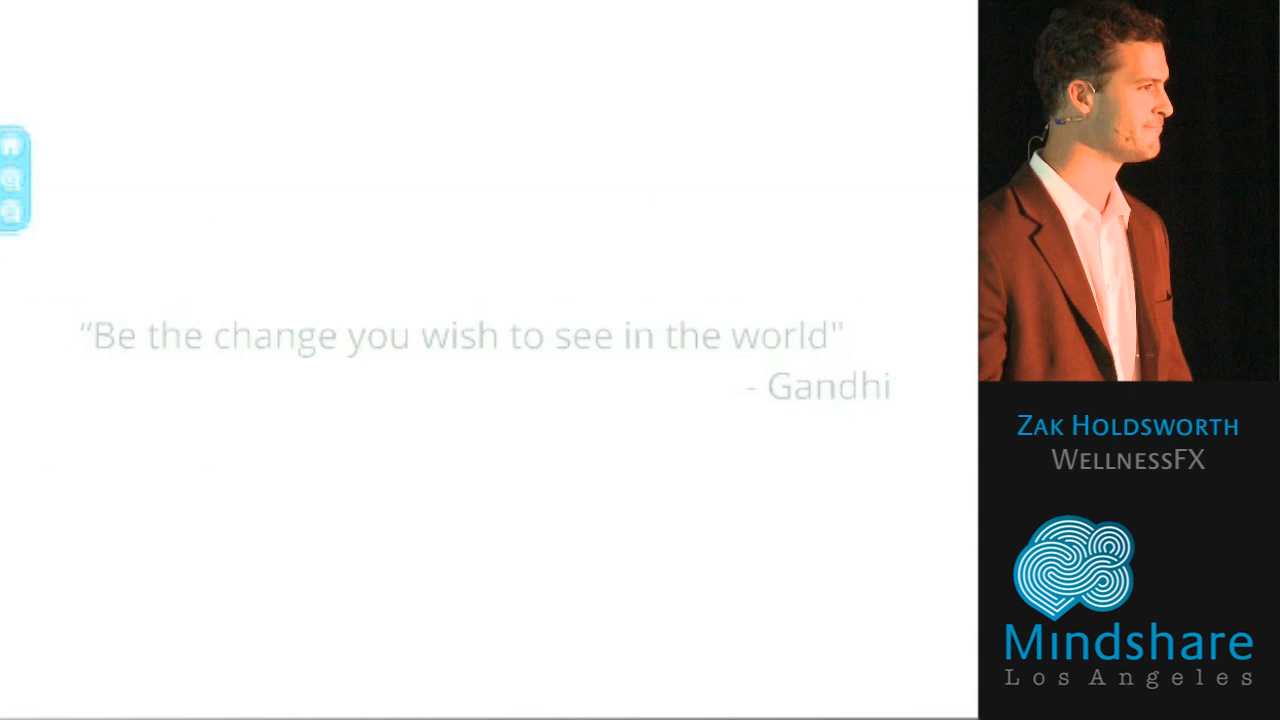 “Be the change you wish to see in the world"
- Gandhi
Zak Holdsworth
WellnessFX
Mindshare
Los Angeles